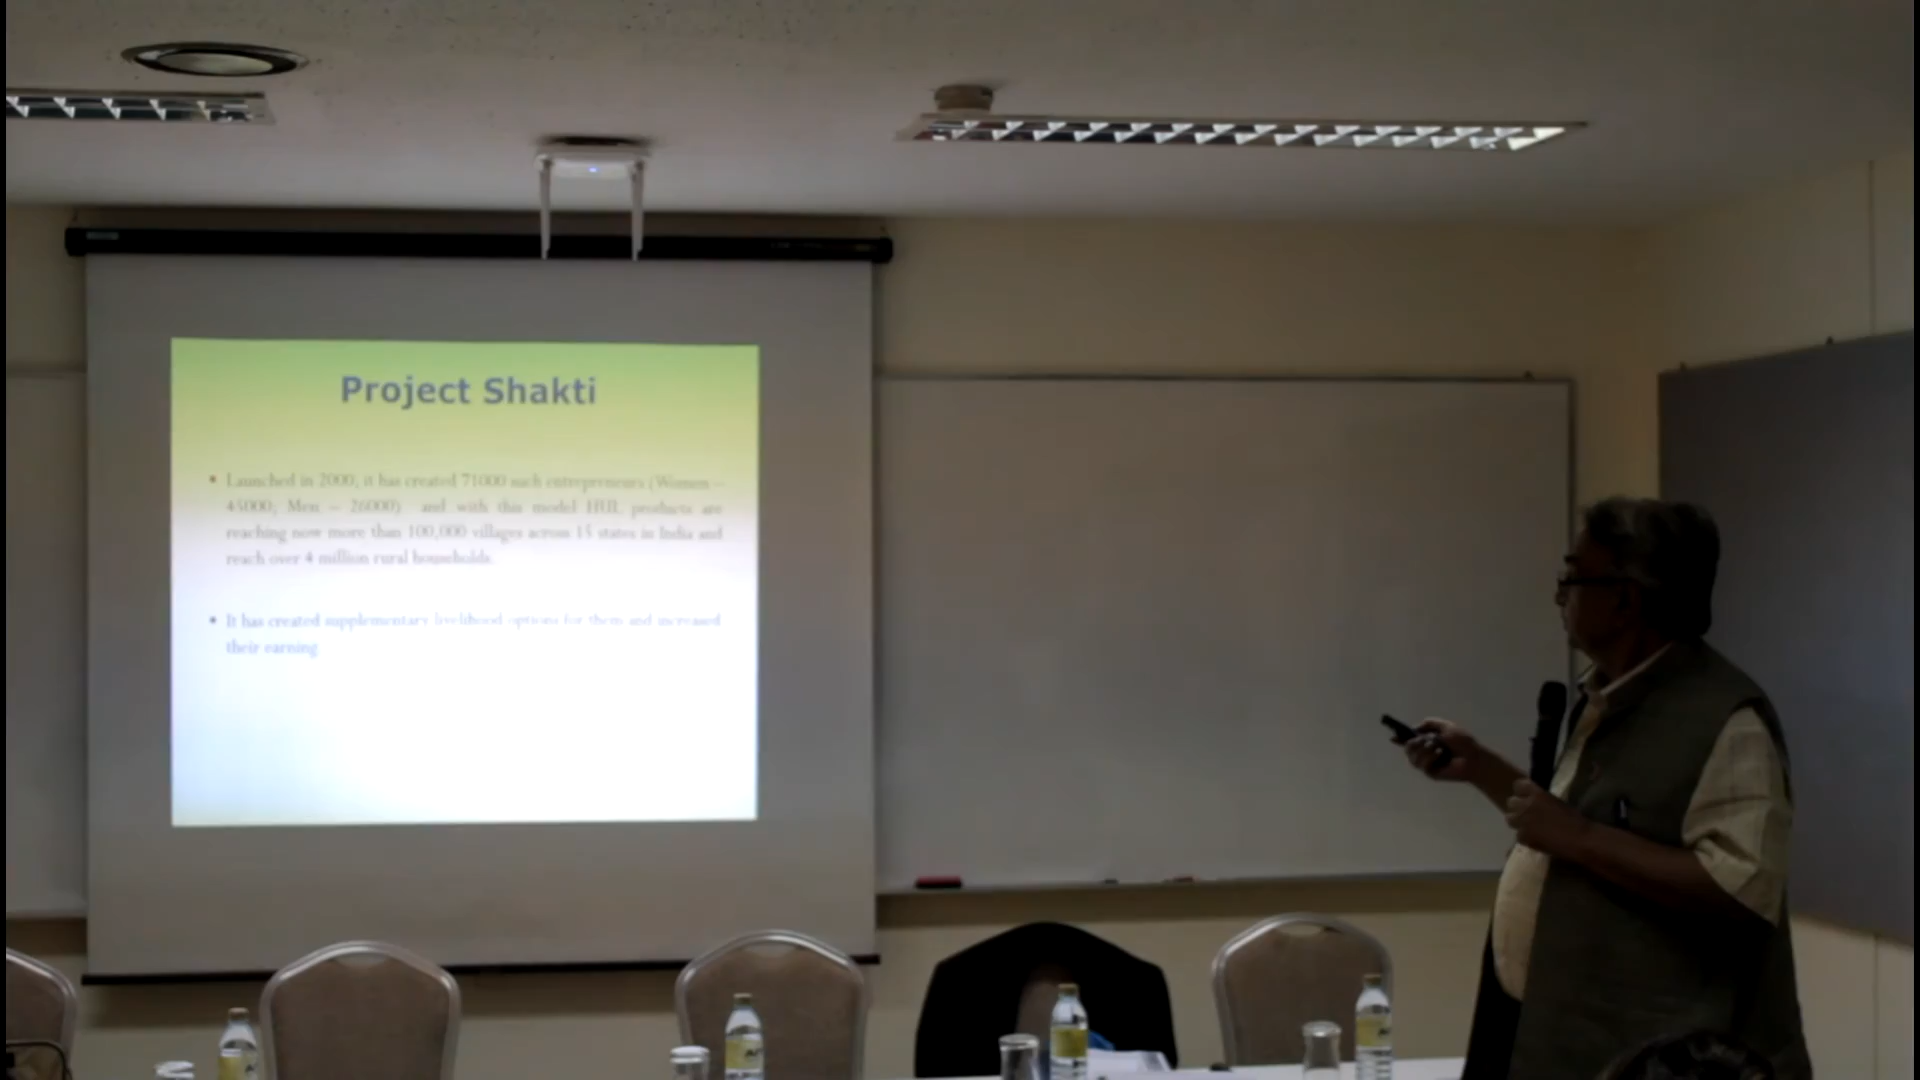 Project Shakti
• Launched in 2000, it has created 71000 such entrepreneurs (Women –
45000; Men – 26000) and with this model HUL products are
reaching now more than 100,000 villages across 15 states in India and
reach over 4 million rural households.
• It has created supplementary livelihood options for them and increased
their earning